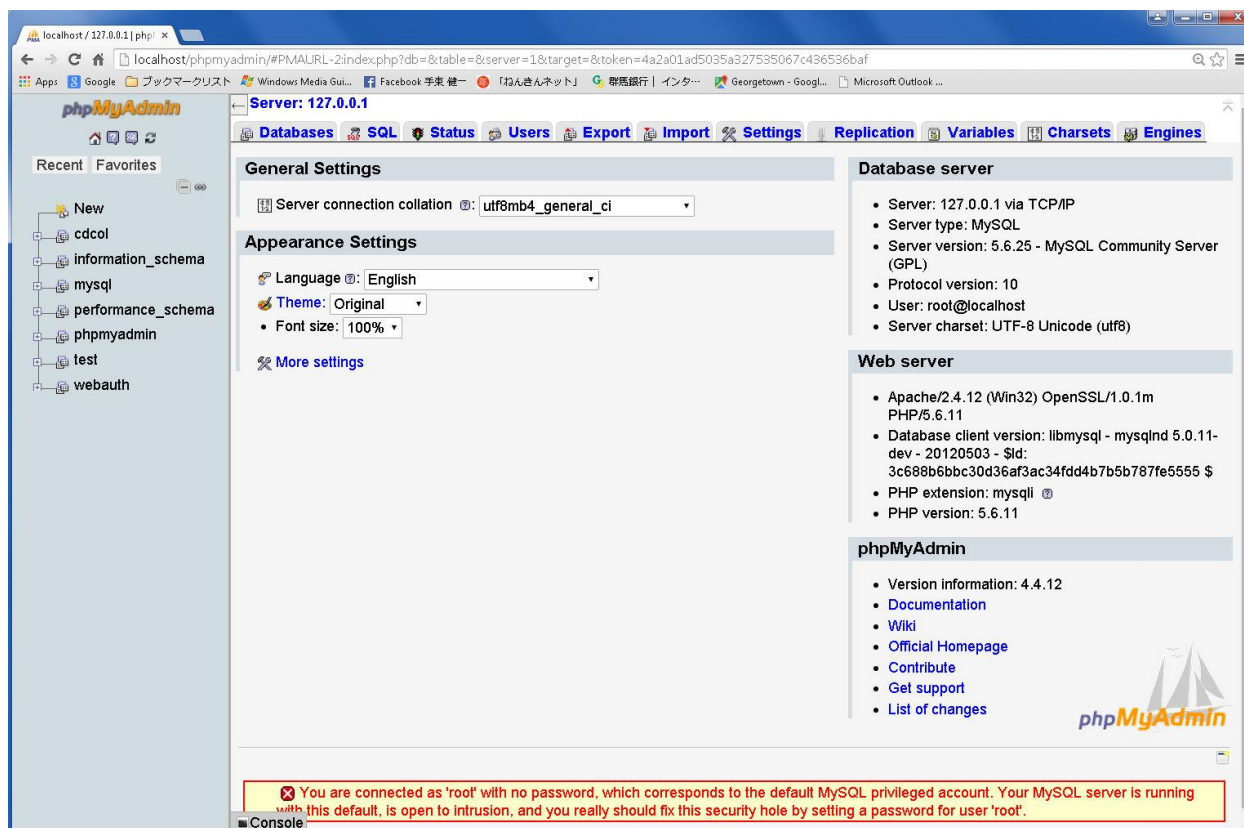 localhost / 127.0.0.1 | php
localhost/phpmyadmin/#PMAURL-2:index.php?db=&table=&server=1&target=&token=4a2a01ad5035a327535067c436536baf
Apps Google ブックマークリスト Windows Media Gui... Facebook 手束 健一 「ねんきんネット」 群馬銀行｜インタ… Georgetown - Googl... Microsoft Outlook ...
phpMyAdmin
Recent Favorites
New
cdcol
information_schema
mysql
performance_schema
phpmyadmin
test
webauth
Server: 127.0.0.1
Databases SQL Status Users Export Import Settings Replication Variables Charsets Engines
General Settings
Server connection collation : utf8mb4_general_ci
Appearance Settings
Language : English
Theme: Original
Font size: 100%
More settings
Database server
Server: 127.0.0.1 via TCP/IP
Server type: MySQL
Server version: 5.6.25 - MySQL Community Server
(GPL)
Protocol version: 10
User: root@localhost
Server charset: UTF-8 Unicode (utf8)
Web server
Apache/2.4.12 (Win32) OpenSSL/1.0.1m
PHP/5.6.11
Database client version: libmysql - mysqlnd 5.0.11-
dev - 20120503 - $Id:
3c688b6bbc30d36af3ac34fdd4b7b5b787fe5555 $
PHP extension: mysqli
PHP version: 5.6.11
phpMyAdmin
Version information: 4.4.12
Documentation
Wiki
Official Homepage
Contribute
Get support
List of changes
phpMyAdmin
You are connected as 'root' with no password, which corresponds to the default MySQL privileged account. Your MySQL server is running
with this default, is open to intrusion, and you really should fix this security hole by setting a password for user 'root'.
Console